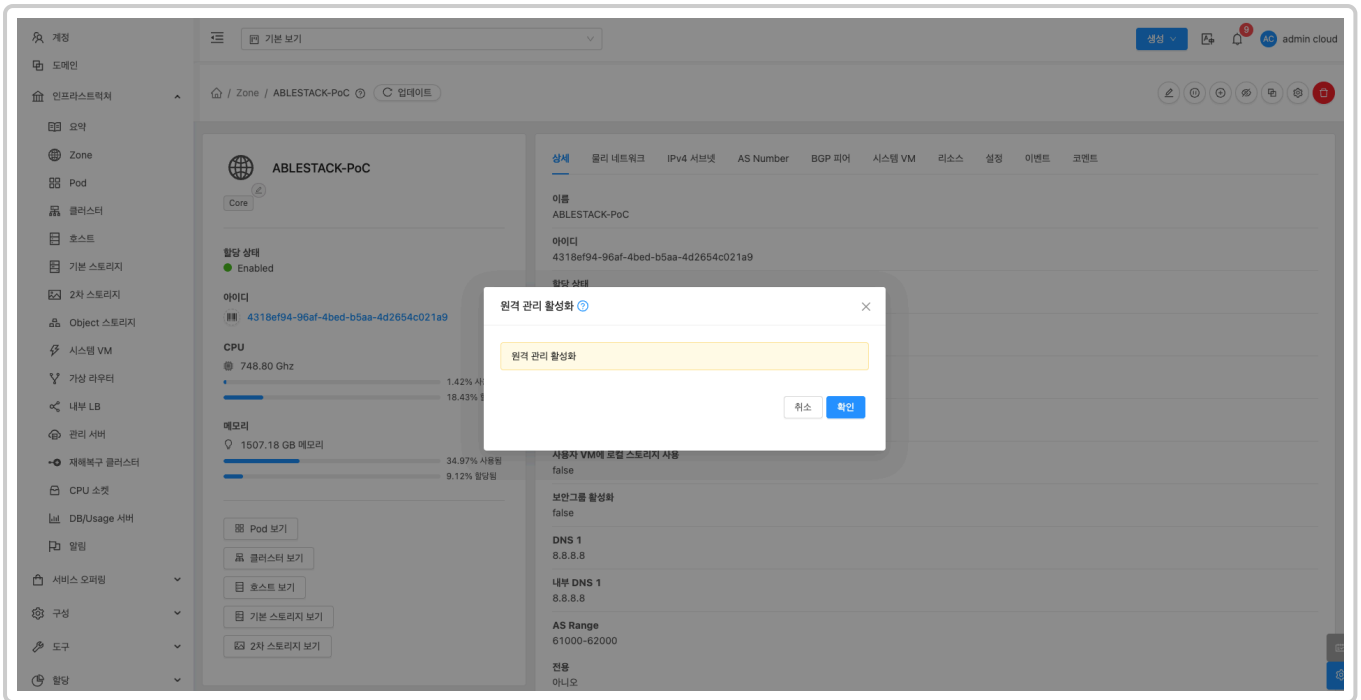 계정
도메인
인프라스트럭쳐
요약
Zone
Pod
클러스터
호스트
기본 스토리지
2차 스토리지
Object 스토리지
시스템 VM
가상 라우터
내부 LB
관리 서버
재해복구 클러스터
CPU 소켓
DB/Usage 서버
알림
서비스 오퍼링
구성
도구
할당
기본 보기
생성
9
AC admin cloud
/ Zone / ABLESTACK-PoC 업데이트
ABLESTACK-PoC
Core
할당 상태
Enabled
아이디
4318ef94-96af-4bed-b5aa-4d2654c021a9
CPU
748.80 Ghz
1.42%
18.43%
메모리
1507.18 GB 메모리
34.97% 사용됨
9.12% 할당됨
Pod 보기
클러스터 보기
호스트 보기
기본 스토리지 보기
2차 스토리지 보기
상세 물리 네트워크 IPv4 서브넷 AS Number BGP 피어 시스템 VM 리소스 설정 이벤트 코멘트
이름
ABLESTACK-PoC
아이디
4318ef94-96af-4bed-b5aa-4d2654c021a9
할당 상태
원격 관리 활성화
원격 관리 활성화
취소 확인
사용자 VM에 로컬 스토리지 사용
false
보안그룹 활성화
false
DNS 1
8.8.8.8
내부 DNS 1
8.8.8.8
AS Range
61000-62000
전용
아니오